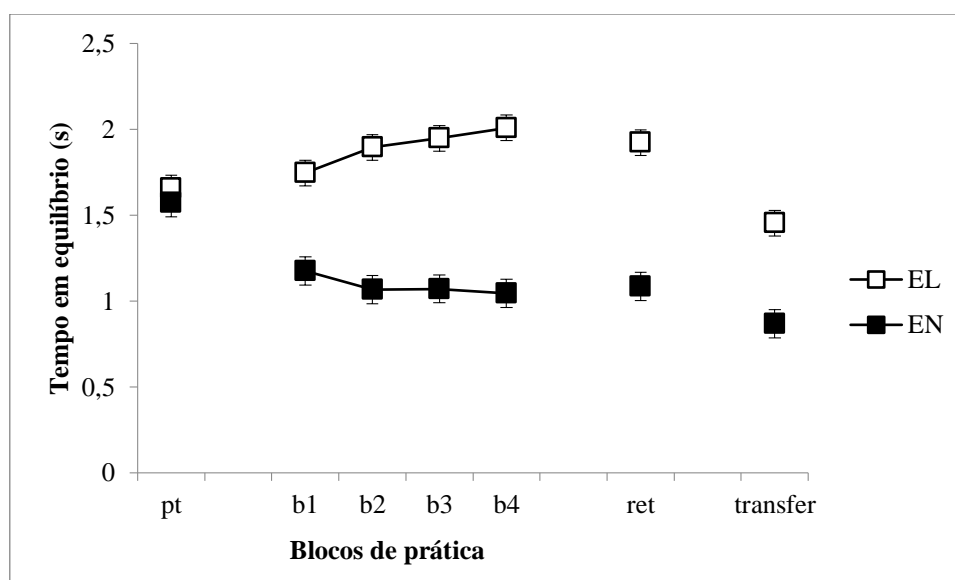 2,5
2
1,5
1
0,5
0
Tempo em equilíbrio (s)
pt b1 b2 b3 b4 ret transfer
Blocos de prática
EL
EN